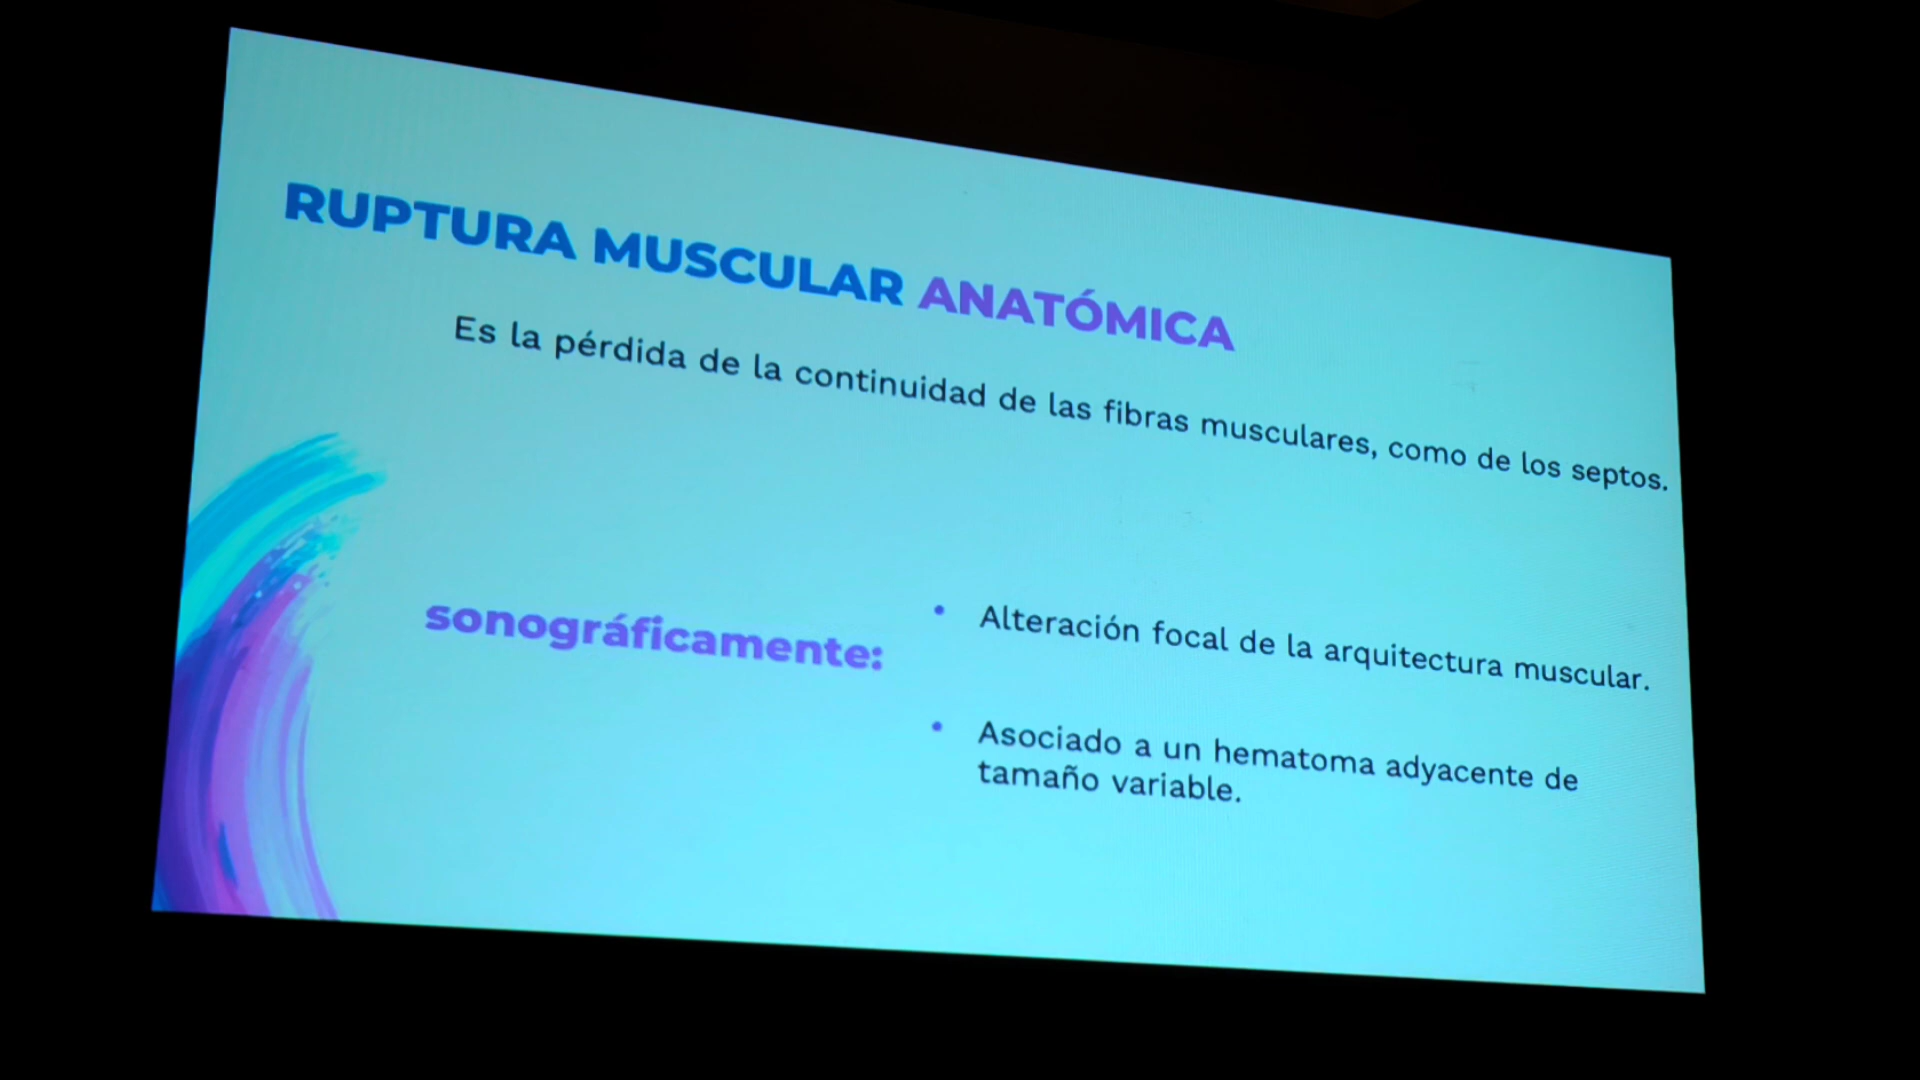 RUPTURA MUSCULAR ANATÓMICA
Es la pérdida de la continuidad de las fibras musculares, como de los septos.
sonográficamente:
• Alteración focal de la arquitectura muscular.
• Asociado a un hematoma adyacente de
tamaño variable.